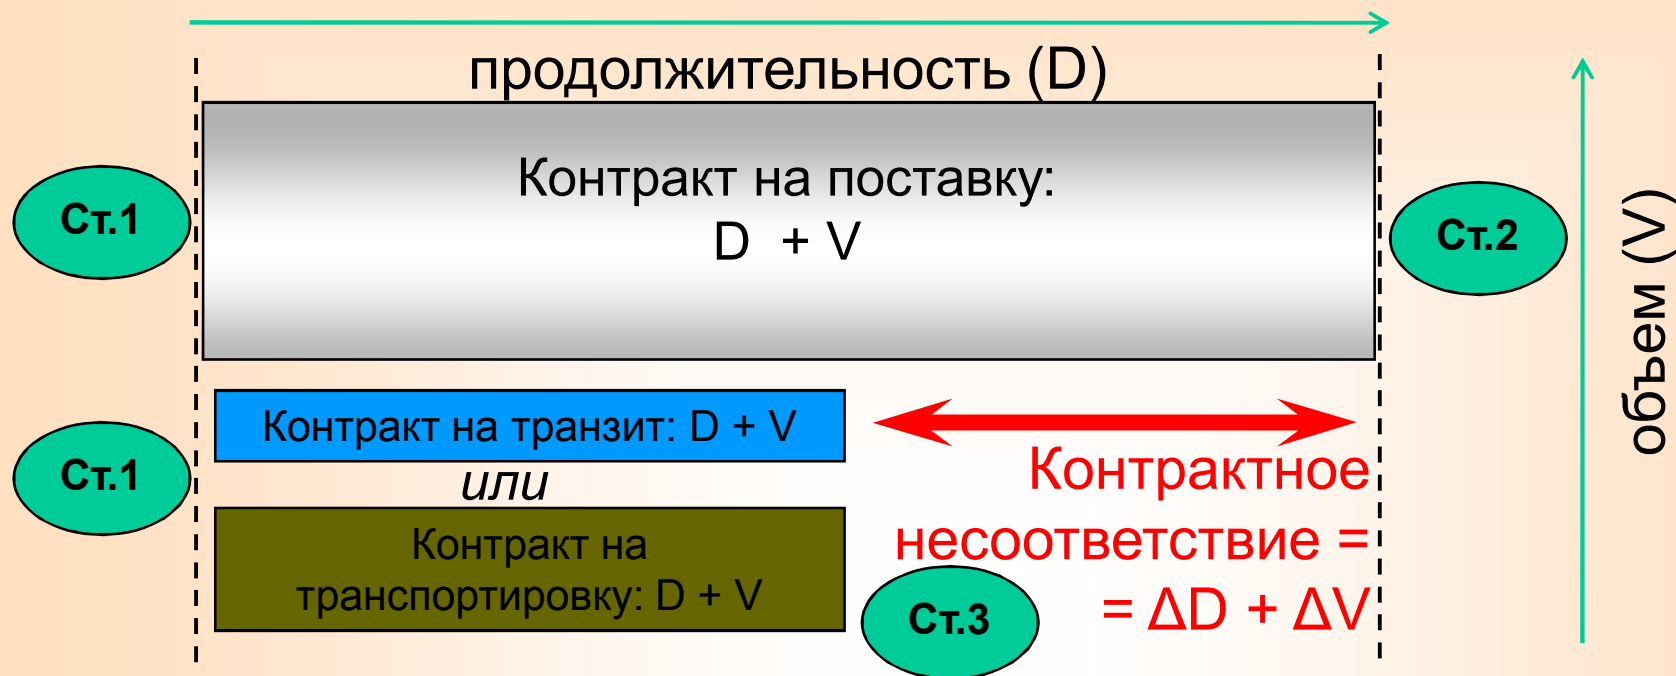 продолжительность (D)
Контракт на поставку:
D + V
Ст.1
Ст.2
объем (V)
Контракт на транзит: D + V
или
Ст.1
Контракт на
транспортировку: D + V
Контрактное
несоответствие =
= ΔD + ΔV
Ст.3